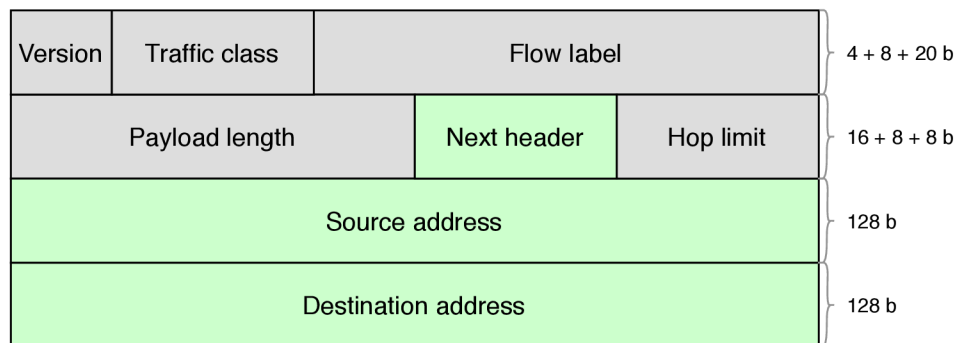 Version Traffic class Flow label 4 + 8 + 20 b
Payload length Next header Hop limit 16 + 8 + 8 b
Source address 128 b
Destination address 128 b